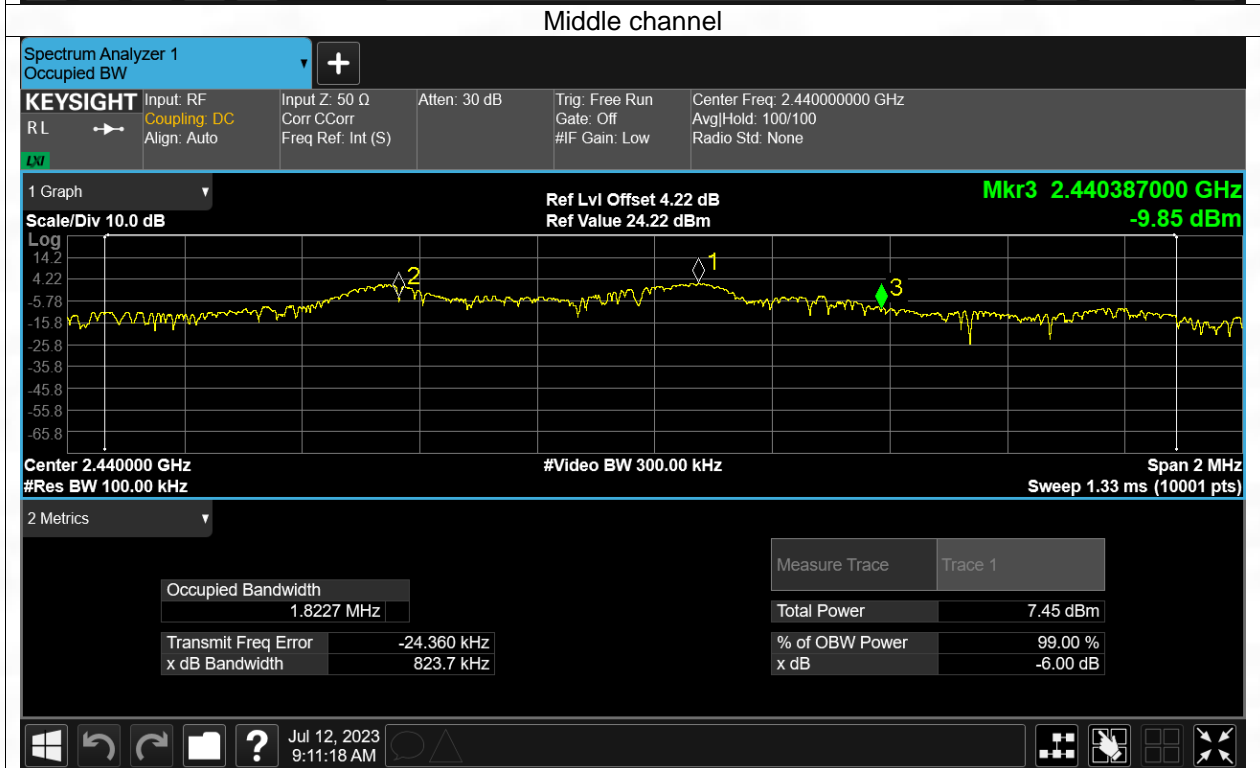 Middle channel
Spectrum Analyzer 1
Occupied BW
KEYSIGHT
RL
LXI
Input: RF
Coupling: DC
Align: Auto
Input Z: 50 Ω
Corr CCorr
Freq Ref: Int (S)
Atten: 30 dB
Trig: Free Run
Gate: Off
#IF Gain: Low
Center Freq: 2.440000000 GHz
Avg|Hold: 100/100
Radio Std: None
1 Graph
Scale/Div 10.0 dB
Ref Lvl Offset 4.22 dB
Ref Value 24.22 dBm
Mkr3 2.440387000 GHz
-9.85 dBm
Log
14.2
4.22
-5.78
-15.8
-25.8
-35.8
-45.8
-55.8
-65.8
2
1
3
Center 2.440000 GHz
#Video BW 300.00 kHz
Span 2 MHz
#Res BW 100.00 kHz
Sweep 1.33 ms (10001 pts)
2 Metrics
Occupied Bandwidth
1.8227 MHz
Transmit Freq Error -24.360 kHz
x dB Bandwidth 823.7 kHz
Measure Trace Trace 1
Total Power 7.45 dBm
% of OBW Power 99.00 %
x dB -6.00 dB
?
Jul 12, 2023
9:11:18 AM